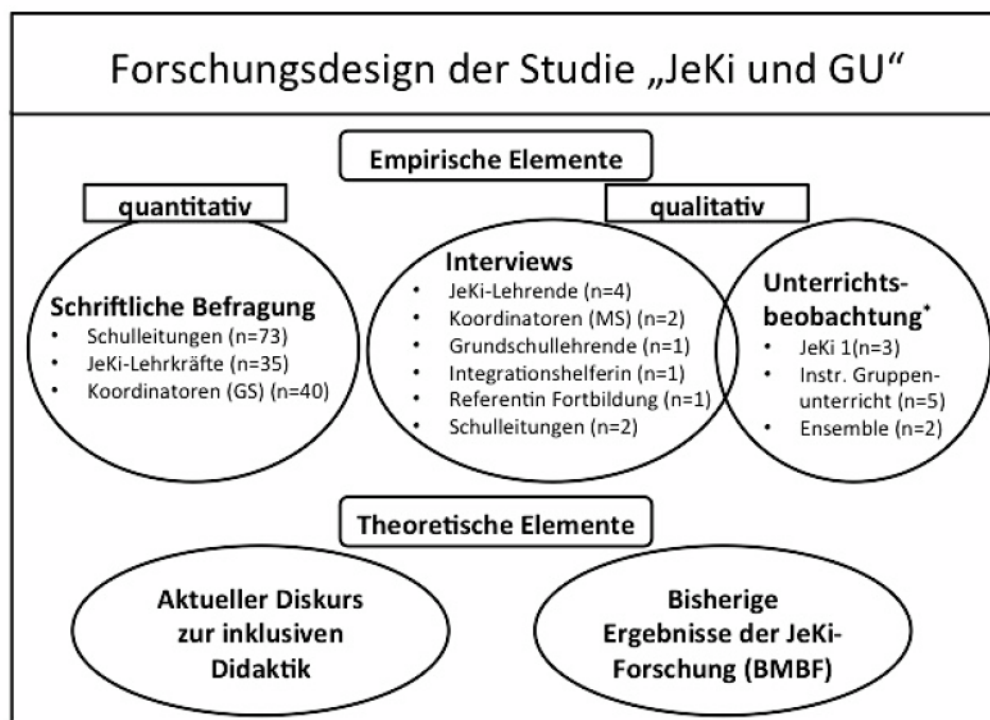 Forschungsdesign der Studie „JeKi und GU“
Empirische Elemente
quantitativ
qualitativ
Schriftliche Befragung
• Schulleitungen (n=73)
• JeKi-Lehrkräfte (n=35)
• Koordinatoren (GS) (n=40)
Interviews
• JeKi-Lehrende (n=4)
• Koordinatoren (MS) (n=2)
• Grundschullehrende (n=1)
• Integrationshelferin (n=1)
• Referentin Fortbildung (n=1)
• Schulleitungen (n=2)
Unterrichts-
beobachtung*
• JeKi 1(n=3)
• Instr. Gruppen-
unterricht (n=5)
• Ensemble (n=2)
Theoretische Elemente
Aktueller Diskurs
zur inklusiven
Didaktik
Bisherige
Ergebnisse der JeKi-
Forschung (BMBF)